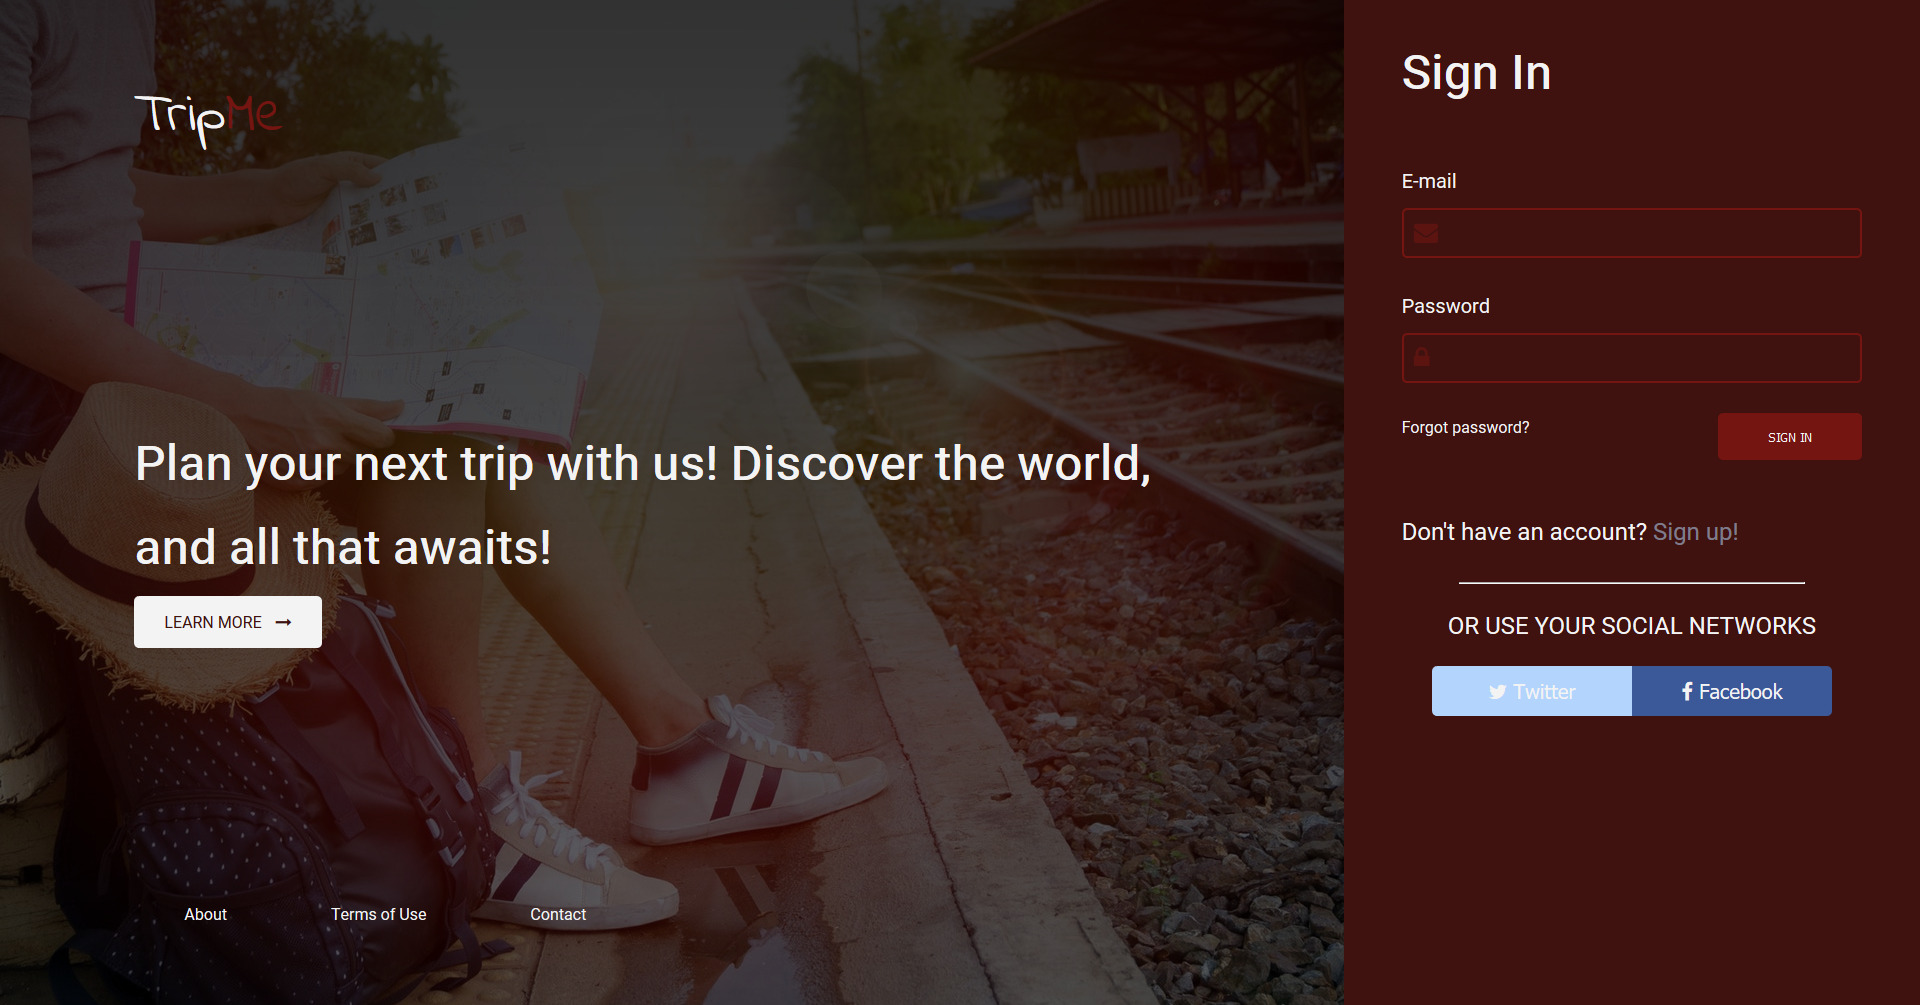 TripMe
Plan your next trip with us! Discover the world,
and all that awaits!
LEARN MORE
About
Terms of Use
Contact
Sign In
E-mail
Password
Forgot password?
SIGN IN
Don't have an account? Sign up!
OR USE YOUR SOCIAL NETWORKS
Twitter
Facebook